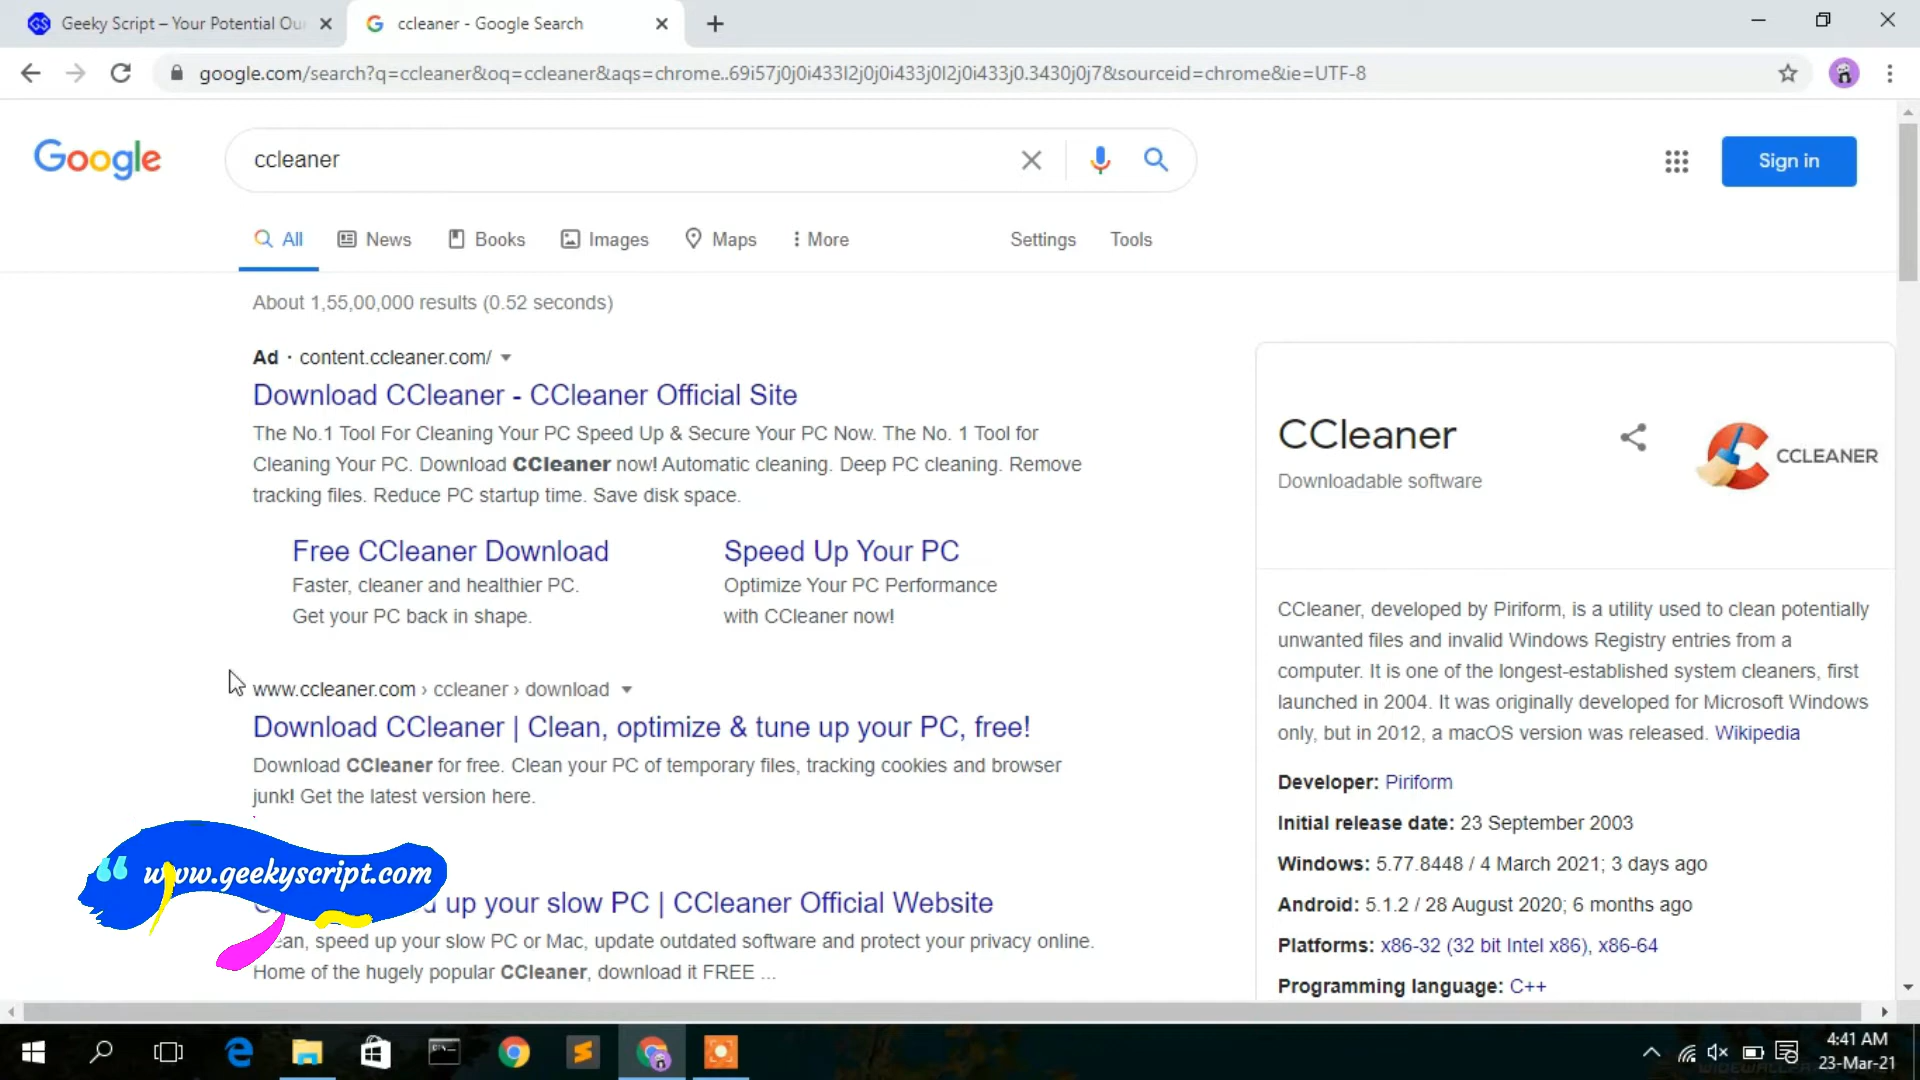 Geeky Script – Your Potential Ou
ccleaner - Google Search
google.com/search?q=ccleaner&oq=ccleaner&aqs=chrome..69i57j0j0i433l2j0j0i433j0l2j0i433j0.3430j0j7&sourceid=chrome&ie=UTF-8
Google
ccleaner
Sign in
All
News
Books
Images
Maps
More
Settings
Tools
About 1,55,00,000 results (0.52 seconds)
Ad · content.ccleaner.com/
Download CCleaner - CCleaner Official Site
The No.1 Tool For Cleaning Your PC Speed Up & Secure Your PC Now. The No. 1 Tool for
Cleaning Your PC. Download CCleaner now! Automatic cleaning. Deep PC cleaning. Remove
tracking files. Reduce PC startup time. Save disk space.
Free CCleaner Download
Faster, cleaner and healthier PC.
Get your PC back in shape.
Speed Up Your PC
Optimize Your PC Performance
with CCleaner now!
www.ccleaner.com › ccleaner › download
Download CCleaner | Clean, optimize & tune up your PC, free!
Download CCleaner for free. Clean your PC of temporary files, tracking cookies and browser
junk! Get the latest version here.
www.geekyscript.com
up your slow PC | CCleaner Official Website
ean, speed up your slow PC or Mac, update outdated software and protect your privacy online.
Home of the hugely popular CCleaner, download it FREE ...
CCleaner
Downloadable software
CCLEANER
CCleaner, developed by Piriform, is a utility used to clean potentially
unwanted files and invalid Windows Registry entries from a
computer. It is one of the longest-established system cleaners, first
launched in 2004. It was originally developed for Microsoft Windows
only, but in 2012, a macOS version was released. Wikipedia
Developer: Piriform
Initial release date: 23 September 2003
Windows: 5.77.8448 / 4 March 2021; 3 days ago
Android: 5.1.2 / 28 August 2020; 6 months ago
Platforms: x86-32 (32 bit Intel x86), x86-64
Programming language: C++
4:41 AM
23-Mar-21